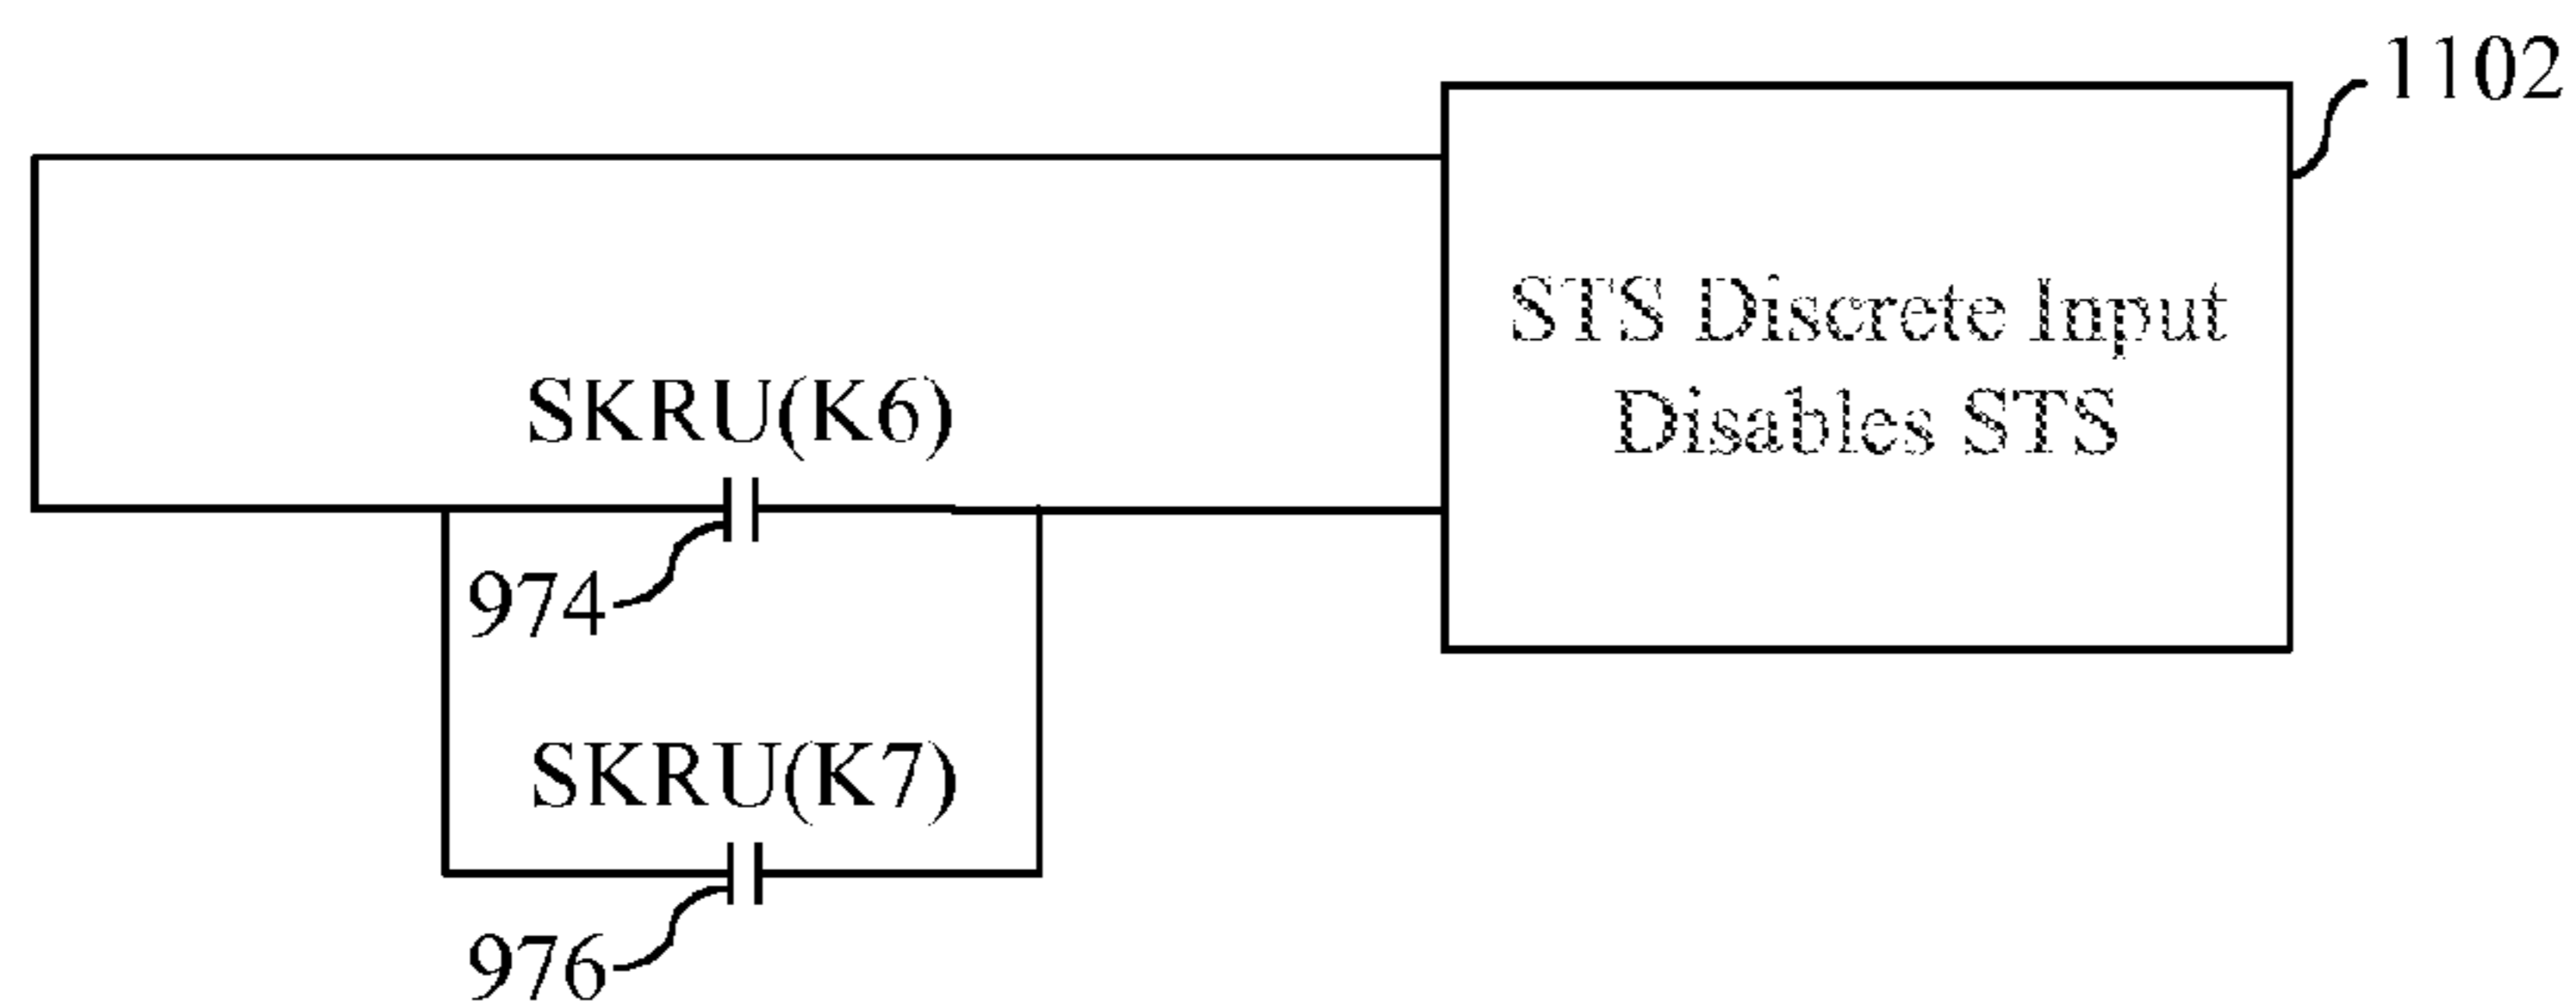 1102
STS Discrete Input
Disables STS
SKRU(K6)
974
SKRU(K7)
976